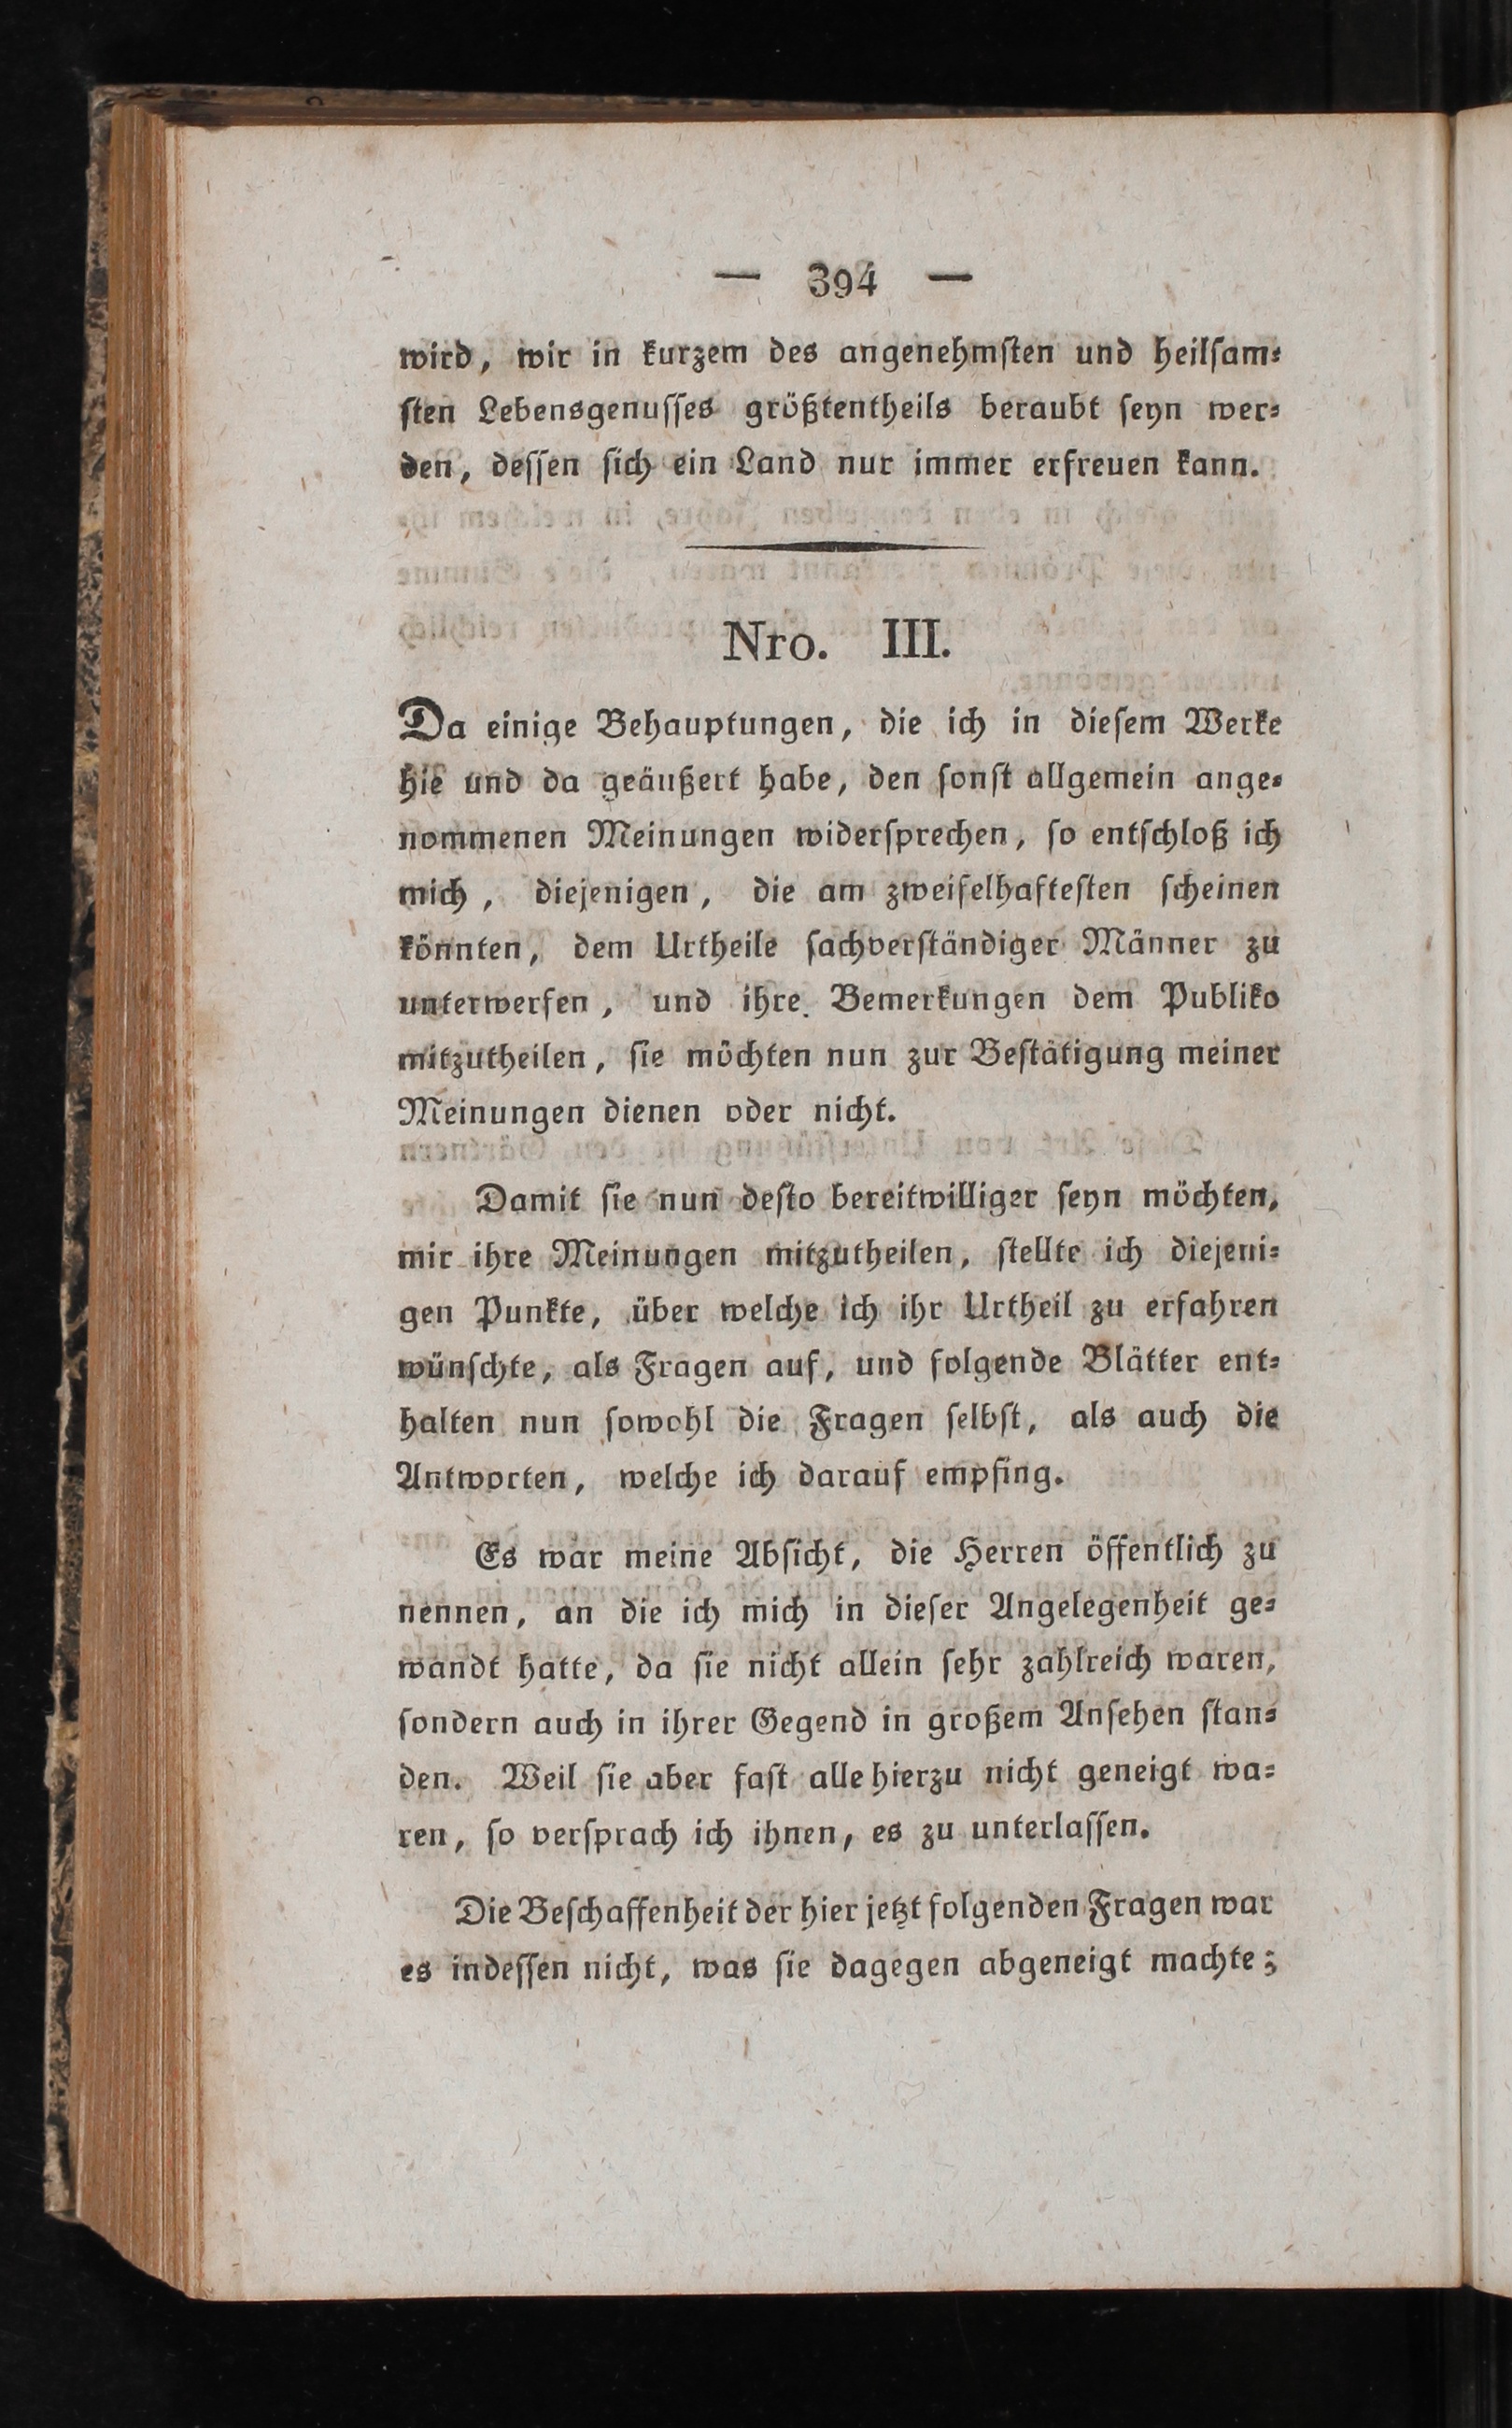 — 394 —
wird, wir in kurzem des angenehmſten und heilſam⸗
ſten Lebensgenuſſes größtentheils beraubt ſeyn wer⸗
den, deſſen ſich ein Land nur immer erfreuen kann.
Nro. III.
Da einige Behauptungen, die ich in dieſem Werke
hie und da geäußert habe, den ſonſt allgemein ange⸗
nommenen Meinungen widerſprechen, ſo entſchloß ich
mich, diejenigen, die am zweifelhafteſten ſcheinen
könnten, dem Urtheile ſachverſtändiger Männer zu
unterwerfen, und ihre Bemerkungen dem Publiko
mitzutheilen, ſie möchten nun zur Beſtätigung meiner
Meinungen dienen oder nicht.
Damit ſie nun deſto bereitwilliger ſeyn möchten,
mir ihre Meinungen mitzutheilen, ſtellte ich diejeni⸗
gen Punkte, über welche ich ihr Urtheil zu erfahren
wünſchte, als Fragen auf, und folgende Blätter ent⸗
halten nun ſowohl die Fragen ſelbſt, als auch die
Antworten, welche ich darauf empfing.
Es war meine Abſicht, die Herren öffentlich zu
nennen, an die ich mich in dieſer Angelegenheit ge⸗
wandt hatte, da ſie nicht allein ſehr zahlreich waren,
ſondern auch in ihrer Gegend in großem Anſehen ſtan⸗
den. Weil ſie aber faſt alle hierzu nicht geneigt wa⸗
ren, ſo verſprach ich ihnen, es zu unterlaſſen.
Die Beſchaffenheit der hier jetzt folgenden Fragen war
es indeſſen nicht, was ſie dagegen abgeneigt machte;